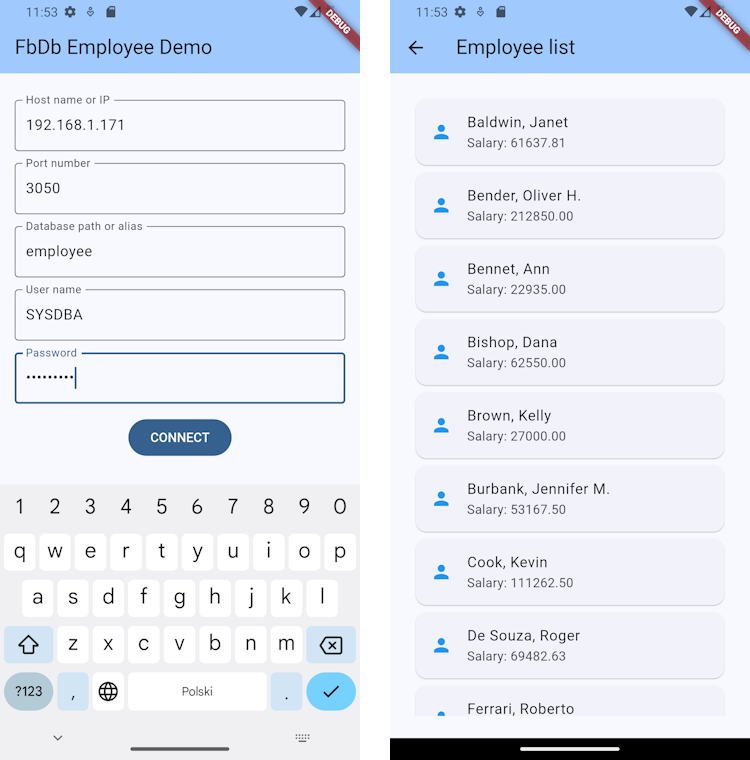 11:53
DEBUG
FbDb Employee Demo
Host name or IP
192.168.1.171
Port number
3050
Database path or alias
employee
User name
SYSDBA
Password
•••••••••
CONNECT
1 2 3 4 5 6 7 8 9 0
q w e r t y u i o p
a s d f g h j k l
z x c v b n m
?123 , Polski .
11:53
DEBUG
Employee list
Baldwin, Janet
Salary: 61637.81
Bender, Oliver H.
Salary: 212850.00
Bennet, Ann
Salary: 22935.00
Bishop, Dana
Salary: 62550.00
Brown, Kelly
Salary: 27000.00
Burbank, Jennifer M.
Salary: 53167.50
Cook, Kevin
Salary: 111262.50
De Souza, Roger
Salary: 69482.63
Ferrari, Roberto